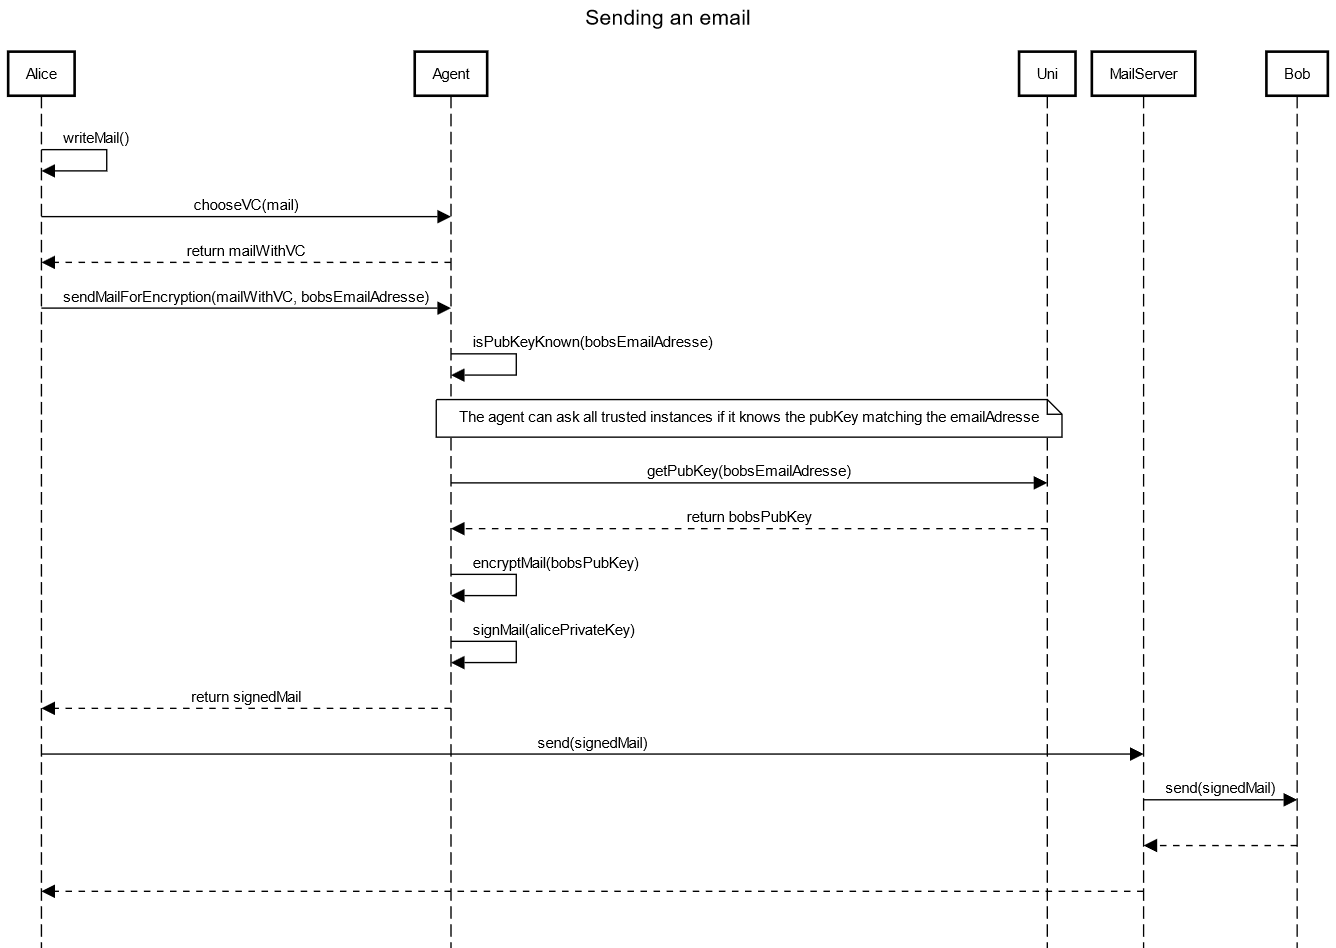 Sending an email
Alice
Agent
Uni
MailServer
Bob
writeMail()
chooseVC(mail)
return mailWithVC
sendMailForEncryption(mailWithVC, bobsEmailAdresse)
isPubKeyKnown(bobsEmailAdresse)
The agent can ask all trusted instances if it knows the pubKey matching the emailAdresse
getPubKey(bobsEmailAdresse)
return bobsPubKey
encryptMail(bobsPubKey)
signMail(alicePrivateKey)
return signedMail
send(signedMail)
send(signedMail)